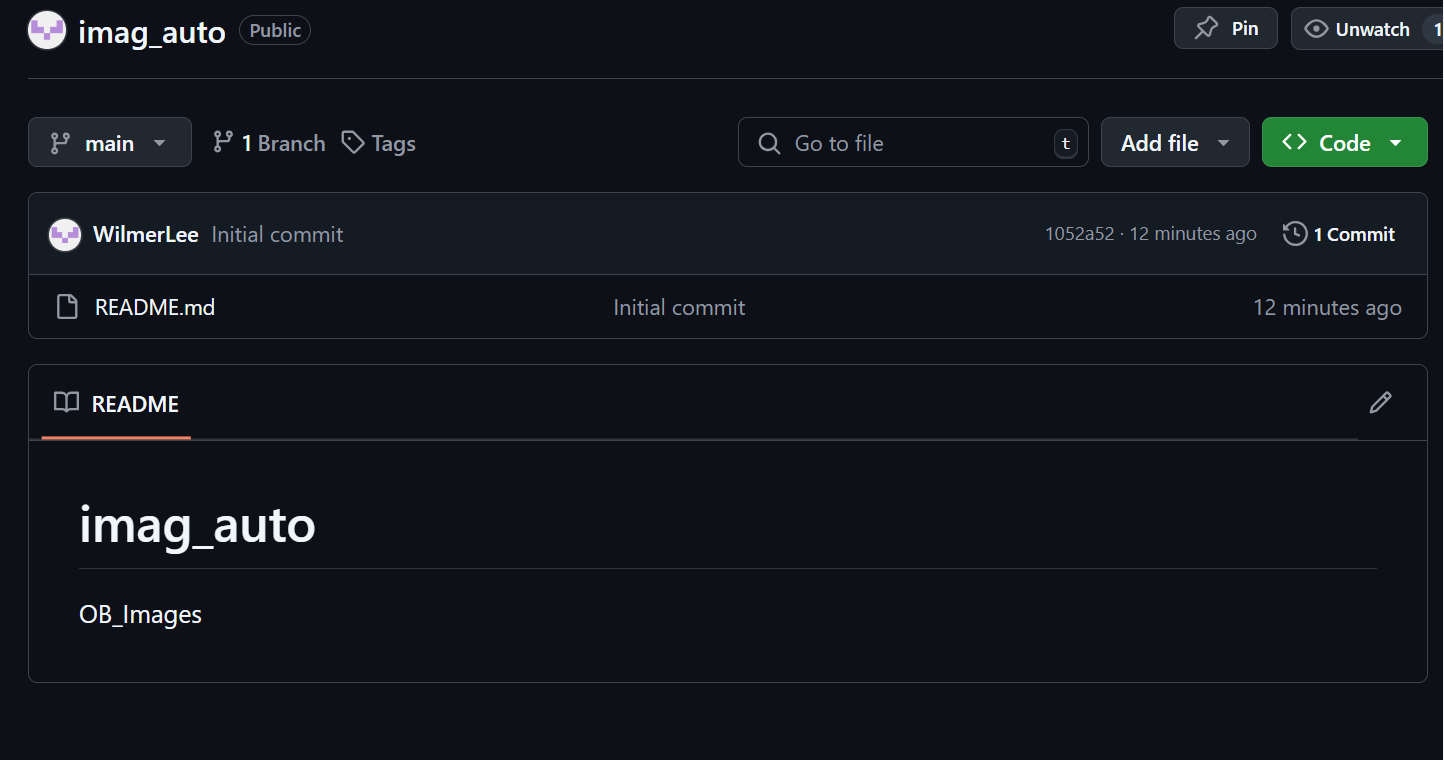 imag_auto Public Pin Unwatch 1
main 1 Branch Tags Go to file t Add file Code
WilmerLee Initial commit 1052a52 · 12 minutes ago 1 Commit
README.md Initial commit 12 minutes ago
README
imag_auto
OB_Images